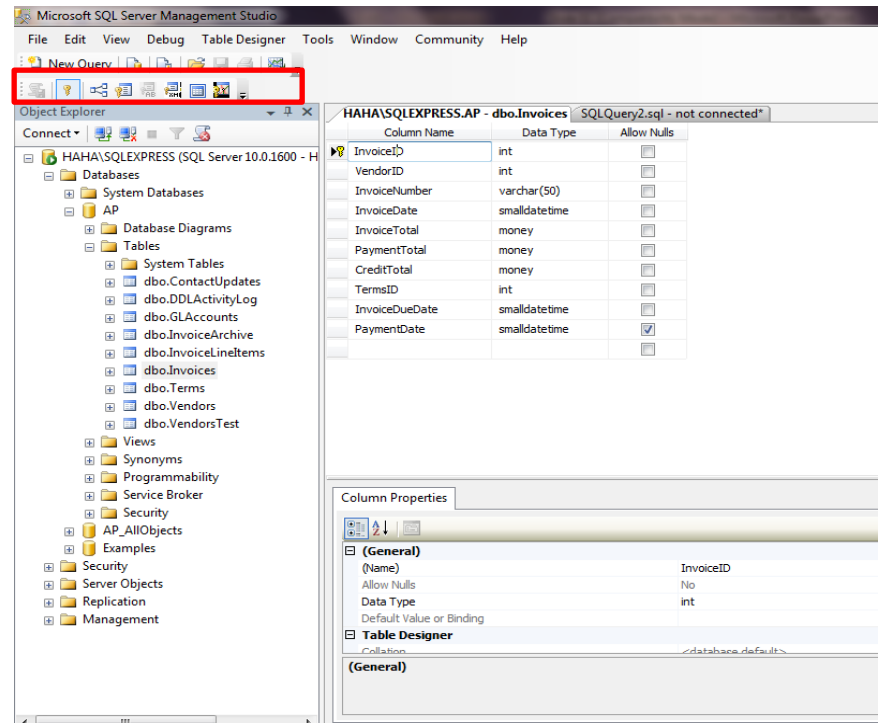 Microsoft SQL Server Management Studio
File Edit View Debug Table Designer Tools Window Community Help
New Query
Object Explorer
Connect
HAHA\SQLEXPRESS (SQL Server 10.0.1600 - H
Databases
System Databases
AP
Database Diagrams
Tables
System Tables
dbo.ContactUpdates
dbo.DDLActivityLog
dbo.GLAccounts
dbo.InvoiceArchive
dbo.InvoiceLineItems
dbo.Invoices
dbo.Terms
dbo.Vendors
dbo.VendorsTest
Views
Synonyms
Programmability
Service Broker
Security
AP_AllObjects
Examples
Security
Server Objects
Replication
Management
HAHA\SQLEXPRESS.AP - dbo.Invoices SQLQuery2.sql - not connected*
Column Name Data Type Allow Nulls
InvoiceID int
VendorID int
InvoiceNumber varchar(50)
InvoiceDate smalldatetime
InvoiceTotal money
PaymentTotal money
CreditTotal money
TermsID int
InvoiceDueDate smalldatetime
PaymentDate smalldatetime
Column Properties
(General)
(Name) InvoiceID
Allow Nulls No
Data Type int
Default Value or Binding
Table Designer
Collation <database default>
(General)